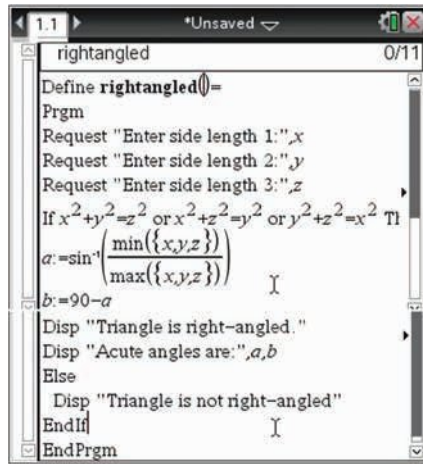 1.1 *Unsaved
rightangled 0/11
Define rightangled()=
Prgm
Request "Enter side length 1:",x
Request "Enter side length 2:",y
Request "Enter side length 3:",z
If x²+y²=z² or x²+z²=y² or y²+z²=x² Th
a:=sin⁻¹(min({x,y,z})/max({x,y,z}))
b:=90−a
Disp "Triangle is right−angled."
Disp "Acute angles are:",a,b
Else
Disp "Triangle is not right−angled"
EndIf
EndPrgm